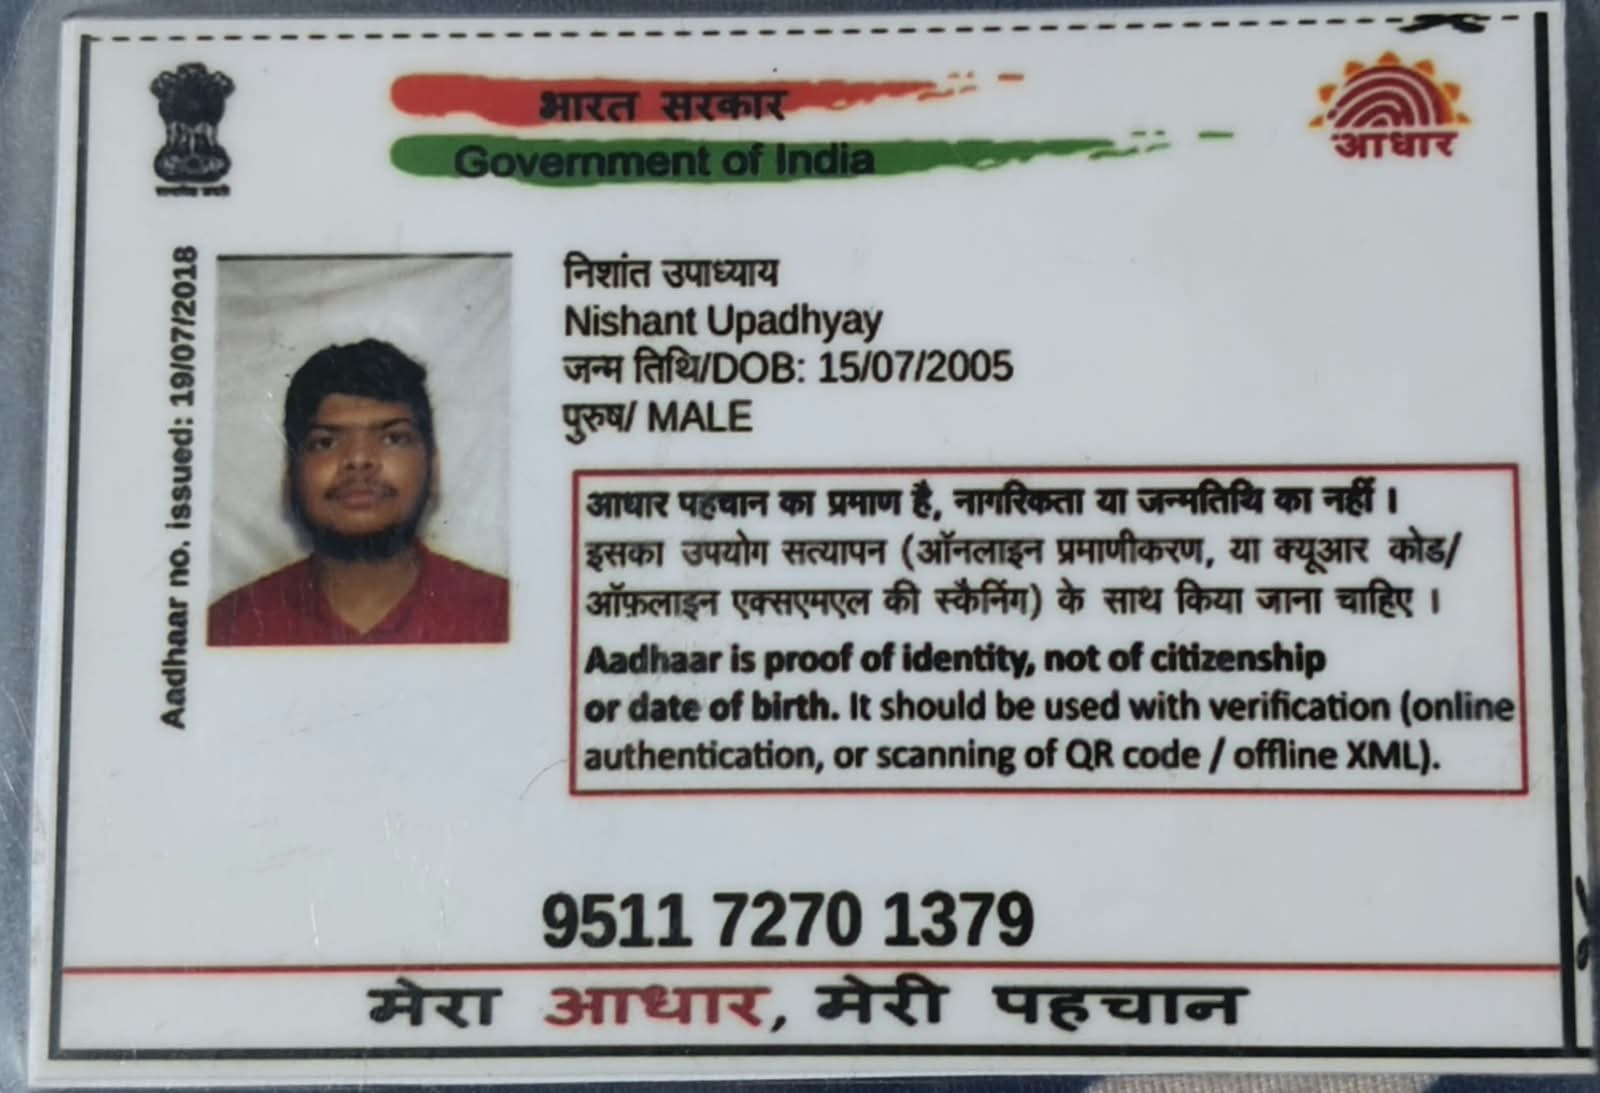 भारत सरकार
Government of India
आधार
Aadhaar no. issued: 19/07/2018
निशांत उपाध्याय
Nishant Upadhyay
जन्म तिथि/DOB: 15/07/2005
पुरुष/ MALE
आधार पहचान का प्रमाण है, नागरिकता या जन्मतिथि का नहीं ।
इसका उपयोग सत्यापन (ऑनलाइन प्रमाणीकरण, या क्यूआर कोड/
ऑफ़लाइन एक्सएमएल की स्कैनिंग) के साथ किया जाना चाहिए ।
Aadhaar is proof of identity, not of citizenship
or date of birth. It should be used with verification (online
authentication, or scanning of QR code / offline XML).
9511 7270 1379
मेरा आधार, मेरी पहचान